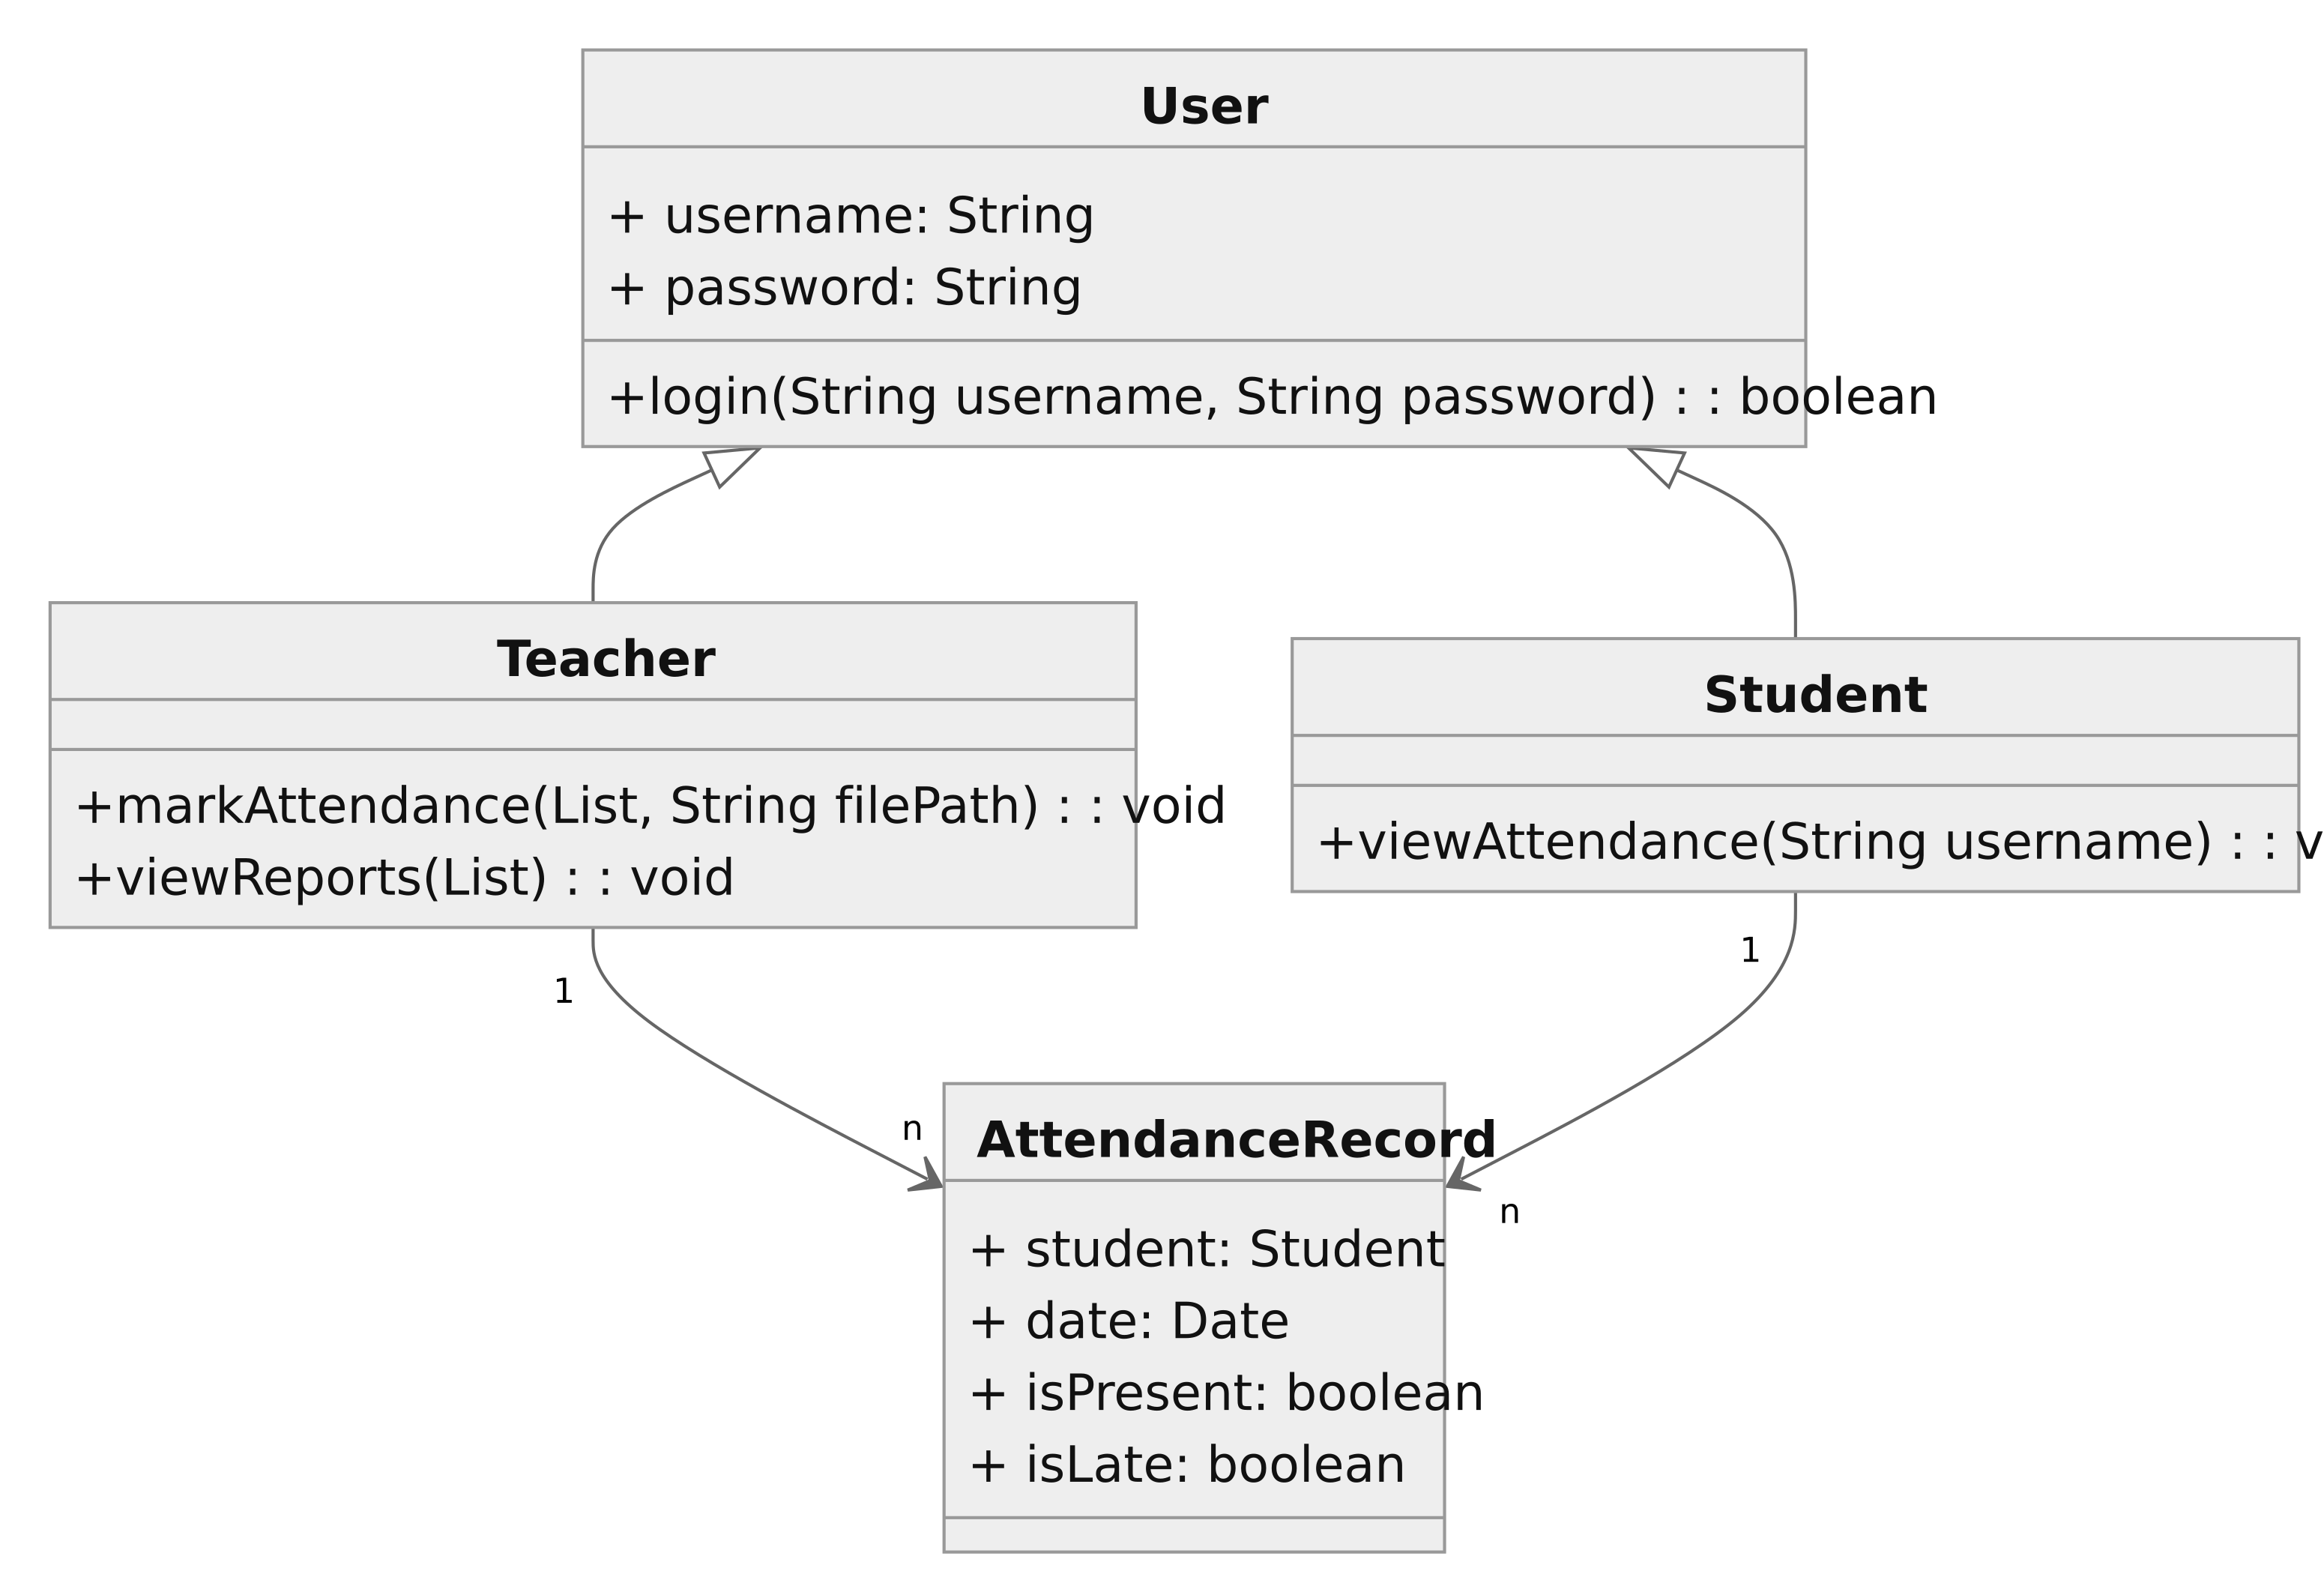 User
+ username: String
+ password: String
+login(String username, String password) : : boolean
Teacher
+markAttendance(List, String filePath) : : void
+viewReports(List) : : void
Student
+viewAttendance(String username) : :
1
1
n
AttendanceRecord
n
+ student: Student
+ date: Date
+ isPresent: boolean
+ isLate: boolean